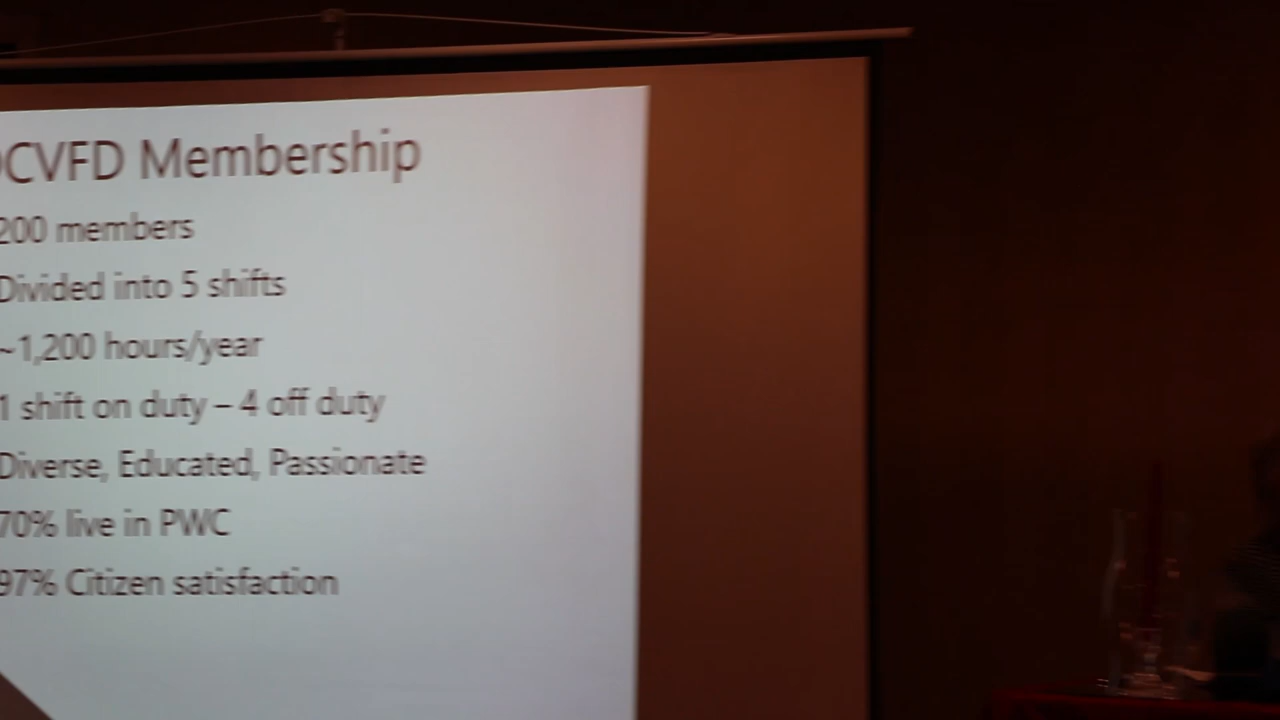 OCVFD Membership
200 members
Divided into 5 shifts
~1,200 hours/year
1 shift on duty – 4 off duty
Diverse, Educated, Passionate
70% live in PWC
97% Citizen satisfaction